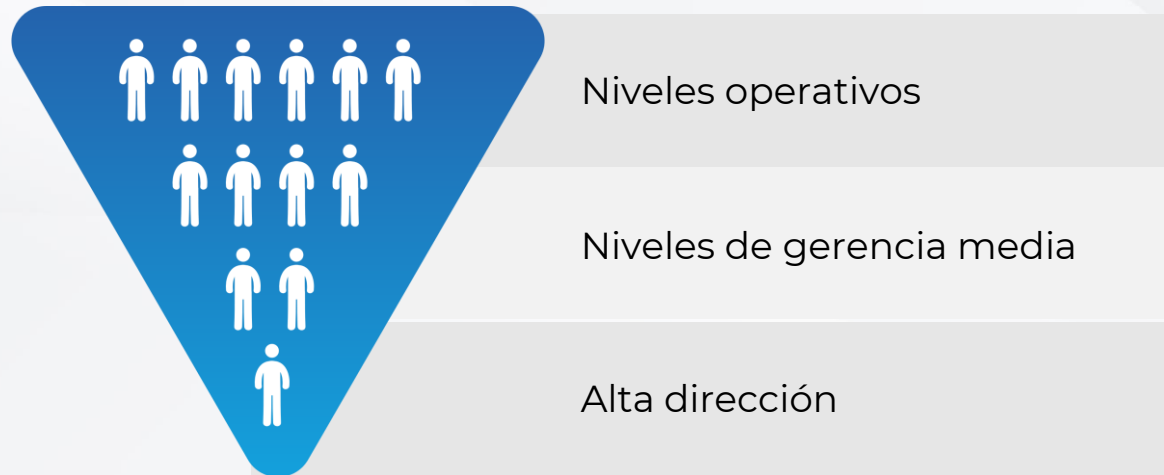 Niveles operativos
Niveles de gerencia media
Alta dirección